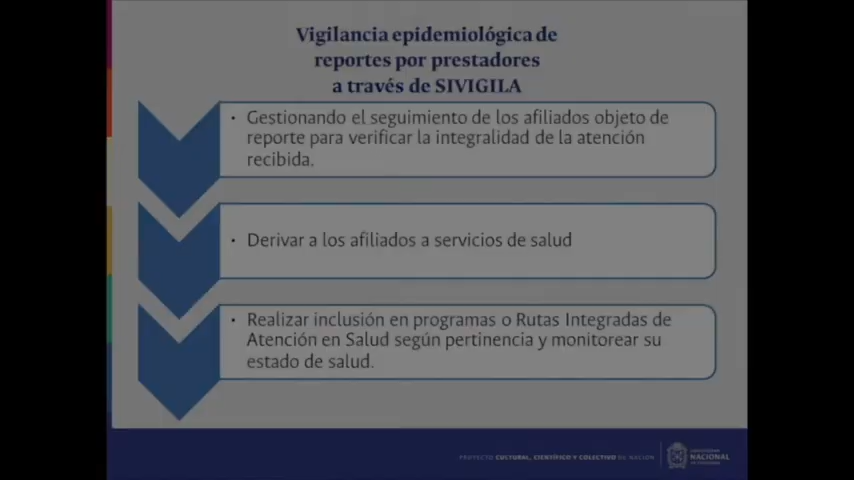 Vigilancia epidemiológica de
reportes por prestadores
a través de SIVIGILA
• Gestionando el seguimiento de los afiliados objeto de
reporte para verificar la integralidad de la atención
recibida.
• Derivar a los afiliados a servicios de salud
• Realizar inclusión en programas o Rutas Integradas de
Atención en Salud según pertinencia y monitorear su
estado de salud.
PROYECTO CULTURAL, CIENTÍFICO Y COLECTIVO DE NACIÓN
UNIVERSIDAD
NACIONAL
DE COLOMBIA